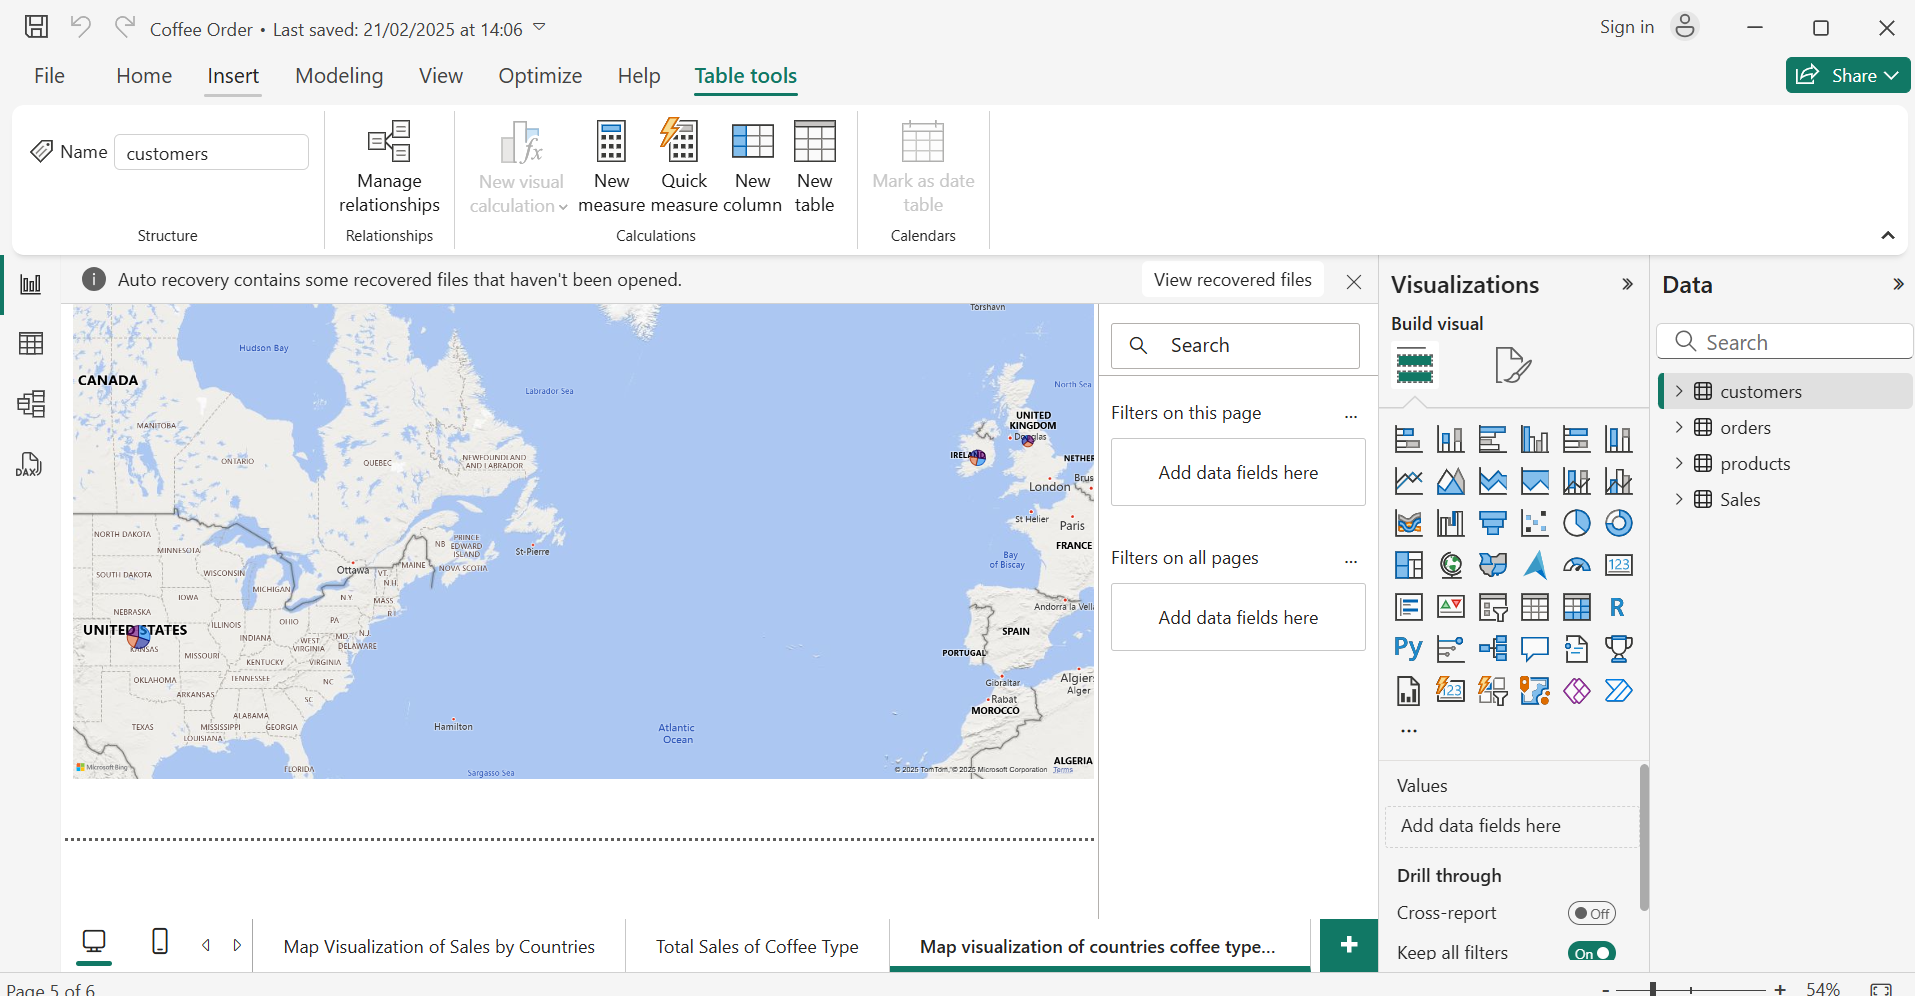 Coffee Order • Last saved: 21/02/2025 at 14:06
Sign in
File
Home
Insert
Modeling
View
Optimize
Help
Table tools
Share
Name
customers
Structure
Manage
relationships
Relationships
New visual
calculation
New
measure
Quick
measure
New
column
New
table
Calculations
Mark as date
table
Calendars
Auto recovery contains some recovered files that haven't been opened.
View recovered files
Hudson Bay
CANADA
MANITOBA
ONTARIO
QUEBEC
NEWFOUNDLAND
AND LABRADOR
Labrador Sea
Torshavn
North Sea
UNITED
KINGDOM
Douglas
IRELAND
NETHER
London
Brus
St Helier
Paris
FRANCE
Bay
of Biscay
Andorra la Vell
SPAIN
PORTUGAL
Gibraltar
Algier
Alger
Rabat
MOROCCO
ALGERIA
NORTH DAKOTA
MINNESOTA
SOUTH DAKOTA
WISCONSIN
MICHIGAN
Ottawa
NB
PRINCE
EDWARD
ISLAND
NOVA SCOTIA
St-Pierre
MAINE
VT.
N.H.
N.Y.
MASS
R.I.
IOWA
NEBRASKA
UNITED STATES
ILLINOIS
INDIANA
OHIO
PA
N.J.
MD.
DELAWARE
WEST
VIRGINIA
VIRGINIA
KANSAS
MISSOURI
KENTUCKY
OKLAHOMA
TENNESSEE
NC
ARKANSAS
SC
ALABAMA
TEXAS
MISSISSIPPI
GEORGIA
LOUISIANA
FLORIDA
Hamilton
Atlantic
Ocean
Sargasso Sea
Microsoft Bing
© 2025 TomTom, © 2025 Microsoft Corporation Terms
Search
Filters on this page
...
Add data fields here
Filters on all pages
...
Add data fields here
Visualizations
Build visual
123
R
Py
123
...
Values
Add data fields here
Drill through
Cross-report
Off
Keep all filters
On
Data
Search
customers
orders
products
Sales
DAX
Map Visualization of Sales by Countries
Total Sales of Coffee Type
Map visualization of countries coffee type...
+
Page 5 of 6
- +
54%